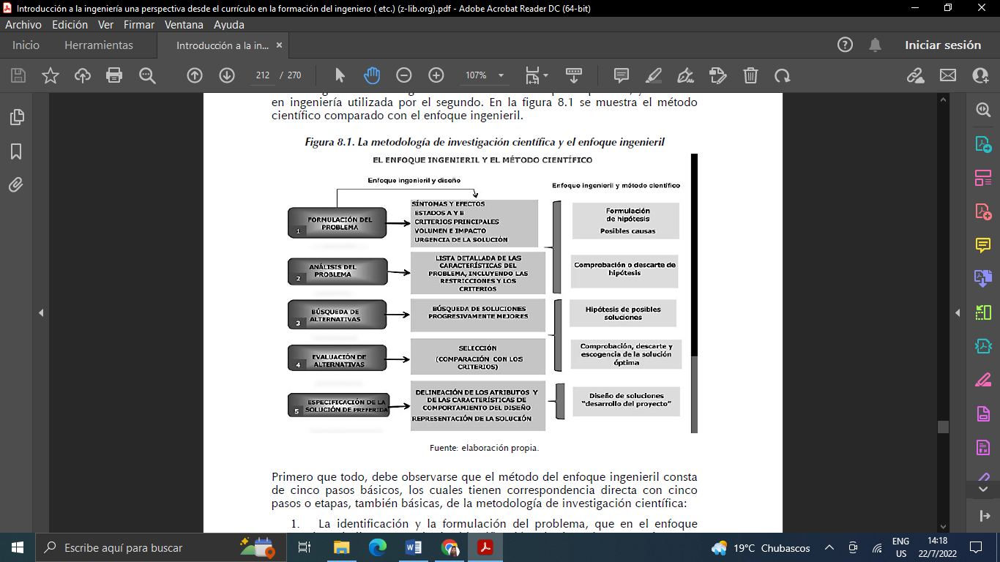 Introducción a la ingeniería una perspectiva desde el currículo en la formación del ingeniero ( etc.) (z-lib.org).pdf - Adobe Acrobat Reader DC (64-bit)
Archivo Edición Ver Firmar Ventana Ayuda
Inicio Herramientas Introducción a la in... × Iniciar sesión
212 / 270 107%
en ingeniería utilizada por el segundo. En la figura 8.1 se muestra el método
científico comparado con el enfoque ingenieril.
Figura 8.1. La metodología de investigación científica y el enfoque ingenieril
EL ENFOQUE INGENIERIL Y EL MÉTODO CIENTÍFICO
Enfoque ingenieril y diseño
Enfoque ingenieril y método científico
FORMULACIÓN DEL
PROBLEMA
1
SÍNTOMAS Y EFECTOS
ESTADOS A Y B
CRITERIOS PRINCIPALES
VOLUMEN E IMPACTO
URGENCIA DE LA SOLUCIÓN
Formulación
de hipótesis
Posibles causas
ANÁLISIS DEL
PROBLEMA
2
LISTA DETALLADA DE LAS
CARACTERÍSTICAS DEL
PROBLEMA, INCLUYENDO LAS
RESTRICCIONES Y LOS
CRITERIOS
Comprobación o descarte de
hipótesis
BÚSQUEDA DE
ALTERNATIVAS
3
BÚSQUEDA DE SOLUCIONES
PROGRESIVAMENTE MEJORES
Hipótesis de posibles
soluciones
EVALUACIÓN DE
ALTERNATIVAS
4
SELECCIÓN
(COMPARACIÓN CON LOS
CRITERIOS)
Comprobación, descarte y
escogencia de la solución
óptima
ESPECIFICACIÓN DE LA
SOLUCIÓN DE PREFERIDA
5
DELINEACIÓN DE LOS ATRIBUTOS Y
DE LAS CARACTERÍSTICAS DE
COMPORTAMIENTO DEL DISEÑO
REPRESENTACIÓN DE LA SOLUCIÓN
Diseño de soluciones
"desarrollo del proyecto"
Fuente: elaboración propia.
Primero que todo, debe observarse que el método del enfoque ingenieril consta
de cinco pasos básicos, los cuales tienen correspondencia directa con cinco
pasos o etapas, también básicas, de la metodología de investigación científica:
1. La identificación y la formulación del problema, que en el enfoque
Escribe aquí para buscar
19°C Chubascos
ENG
US
14:18
22/7/2022